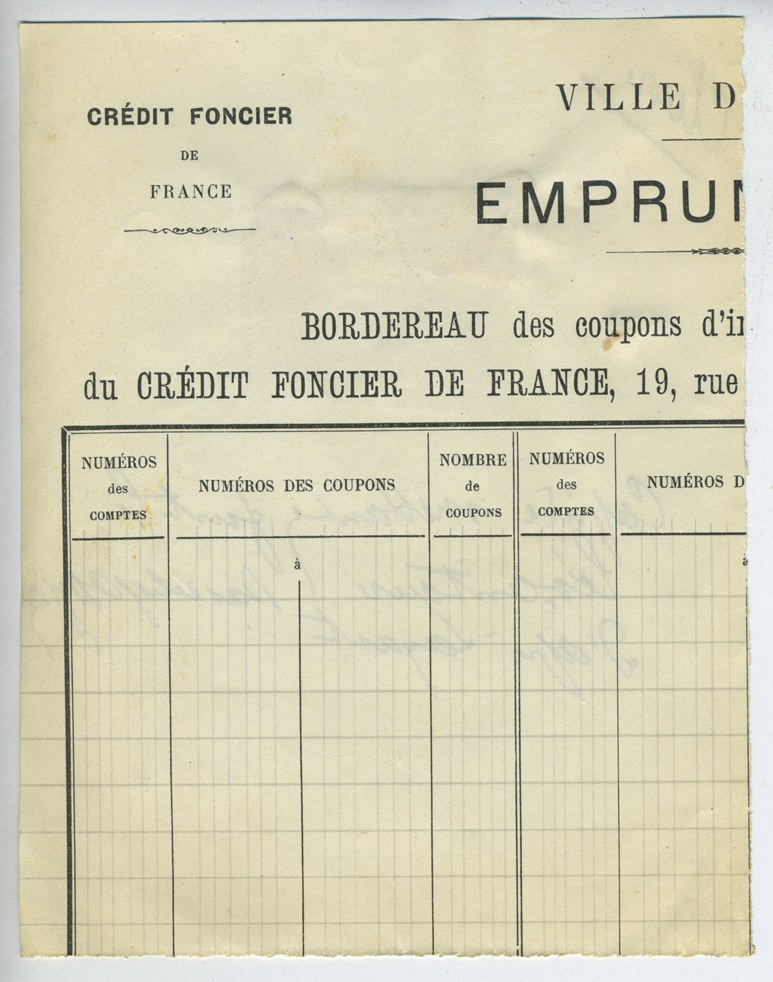 CRÉDIT FONCIER
DE
FRANCE
VILLE D
EMPRUN
BORDEREAU des coupons d'in
du CRÉDIT FONCIER DE FRANCE, 19, rue
NUMÉROS
des
COMPTES
NUMÉROS DES COUPONS
NOMBRE
de
COUPONS
NUMÉROS
des
COMPTES
NUMÉROS D
à